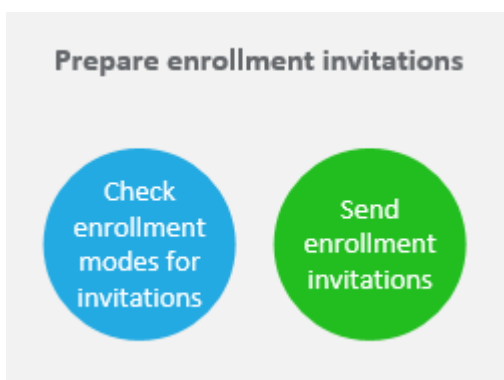 Prepare enrollment invitations
Check
enrollment
modes for
invitations
Send
enrollment
invitations